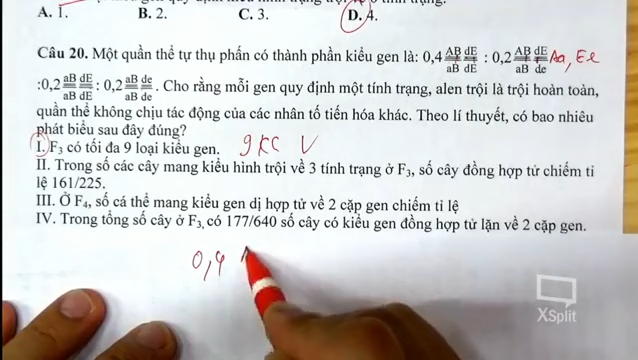 A. 1. B. 2. C. 3. D. 4.
Câu 20. Một quần thể tự thụ phấn có thành phần kiểu gen là: 0,4 AB/aB dE/dE : 0,2 AB/aB dE/de Aa, Ee
:0,2 aB/aB dE/dE : 0,2 aB/aB de/de. Cho rằng mỗi gen quy định một tính trạng, alen trội là trội hoàn toàn,
quần thể không chịu tác động của các nhân tố tiến hóa khác. Theo lí thuyết, có bao nhiêu
phát biểu sau đây đúng?
I. F3 có tối đa 9 loại kiểu gen. 9 KG V
II. Trong số các cây mang kiểu hình trội về 3 tính trạng ở F3, số cây đồng hợp tử chiếm tỉ
lệ 161/225.
III. Ở F4, số cá thể mang kiểu gen dị hợp tử về 2 cặp gen chiếm tỉ lệ
IV. Trong tổng số cây ở F3, có 177/640 số cây có kiểu gen đồng hợp tử lặn về 2 cặp gen.
0,4
XSplit